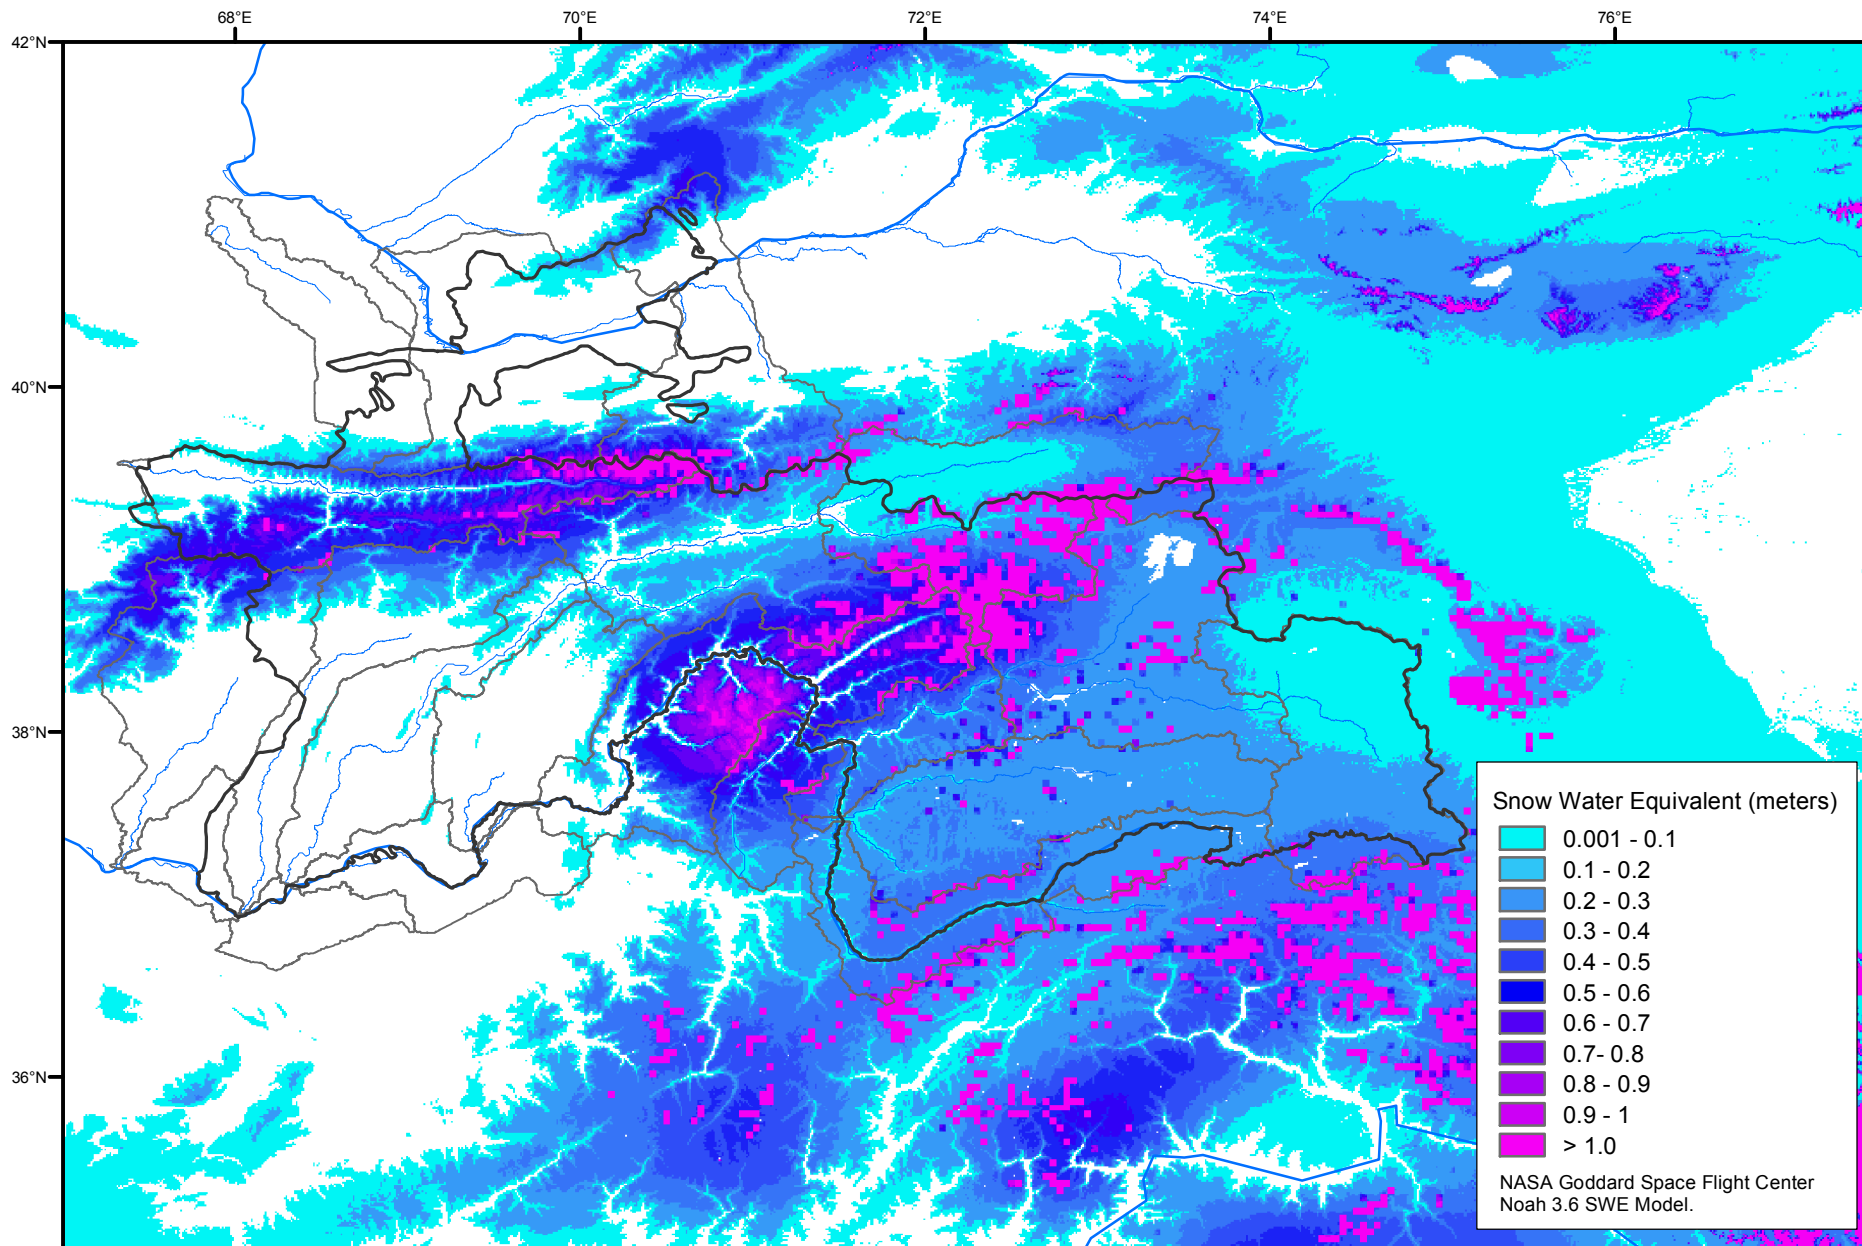 68°E 70°E 72°E 74°E 76°E
42°N
40°N
38°N
36°N
Snow Water Equivalent (meters)
0.001 - 0.1
0.1 - 0.2
0.2 - 0.3
0.3 - 0.4
0.4 - 0.5
0.5 - 0.6
0.6 - 0.7
0.7- 0.8
0.8 - 0.9
0.9 - 1
> 1.0
NASA Goddard Space Flight Center
Noah 3.6 SWE Model.